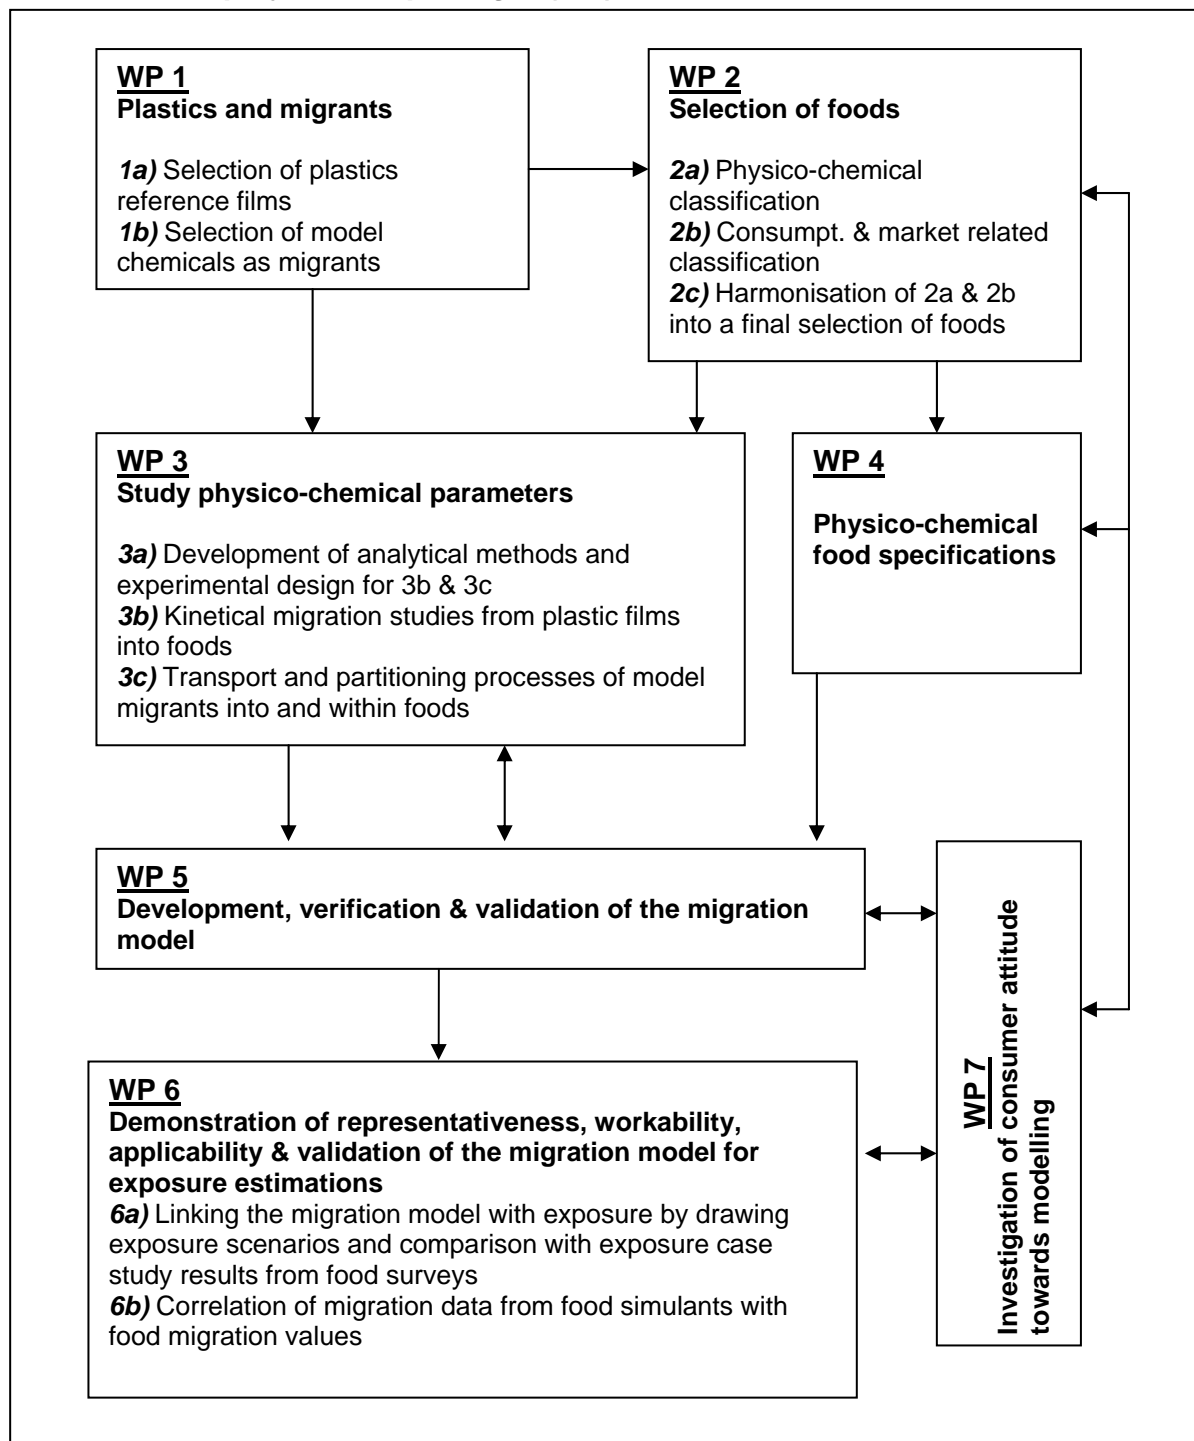 WP 1
Plastics and migrants
1a) Selection of plastics
reference films
1b) Selection of model
chemicals as migrants
WP 2
Selection of foods
2a) Physico-chemical
classification
2b) Consumpt. & market related
classification
2c) Harmonisation of 2a & 2b
into a final selection of foods
WP 3
Study physico-chemical parameters
3a) Development of analytical methods and
experimental design for 3b & 3c
3b) Kinetical migration studies from plastic films
into foods
3c) Transport and partitioning processes of model
migrants into and within foods
WP 4
Physico-chemical
food specifications
WP 5
Development, verification & validation of the migration
model
WP 6
Demonstration of representativeness, workability,
applicability & validation of the migration model for
exposure estimations
6a) Linking the migration model with exposure by drawing
exposure scenarios and comparison with exposure case
study results from food surveys
6b) Correlation of migration data from food simulants with
food migration values
WP 7
Investigation of consumer attitude
towards modelling